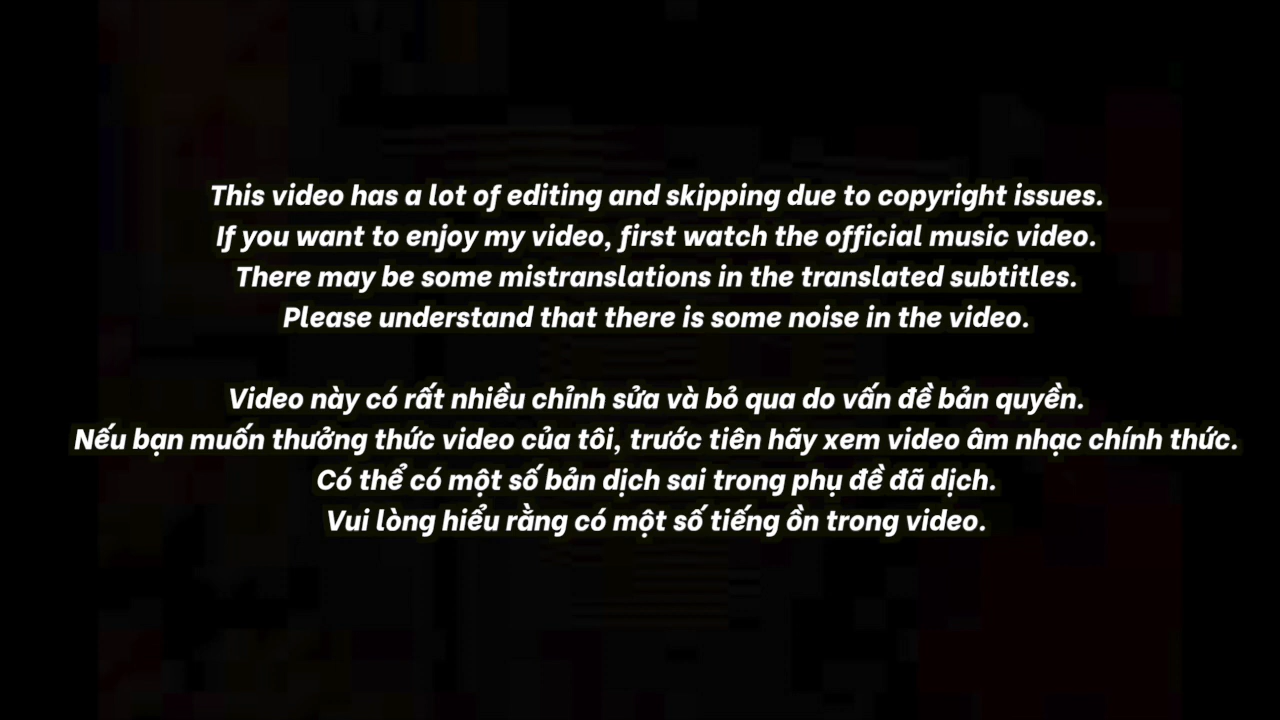 This video has a lot of editing and skipping due to copyright issues.
If you want to enjoy my video, first watch the official music video.
There may be some mistranslations in the translated subtitles.
Please understand that there is some noise in the video.
Video này có rất nhiều chỉnh sửa và bỏ qua do vấn đề bản quyền.
Nếu bạn muốn thưởng thức video của tôi, trước tiên hãy xem video âm nhạc chính thức.
Có thể có một số bản dịch sai trong phụ đề đã dịch.
Vui lòng hiểu rằng có một số tiếng ồn trong video.